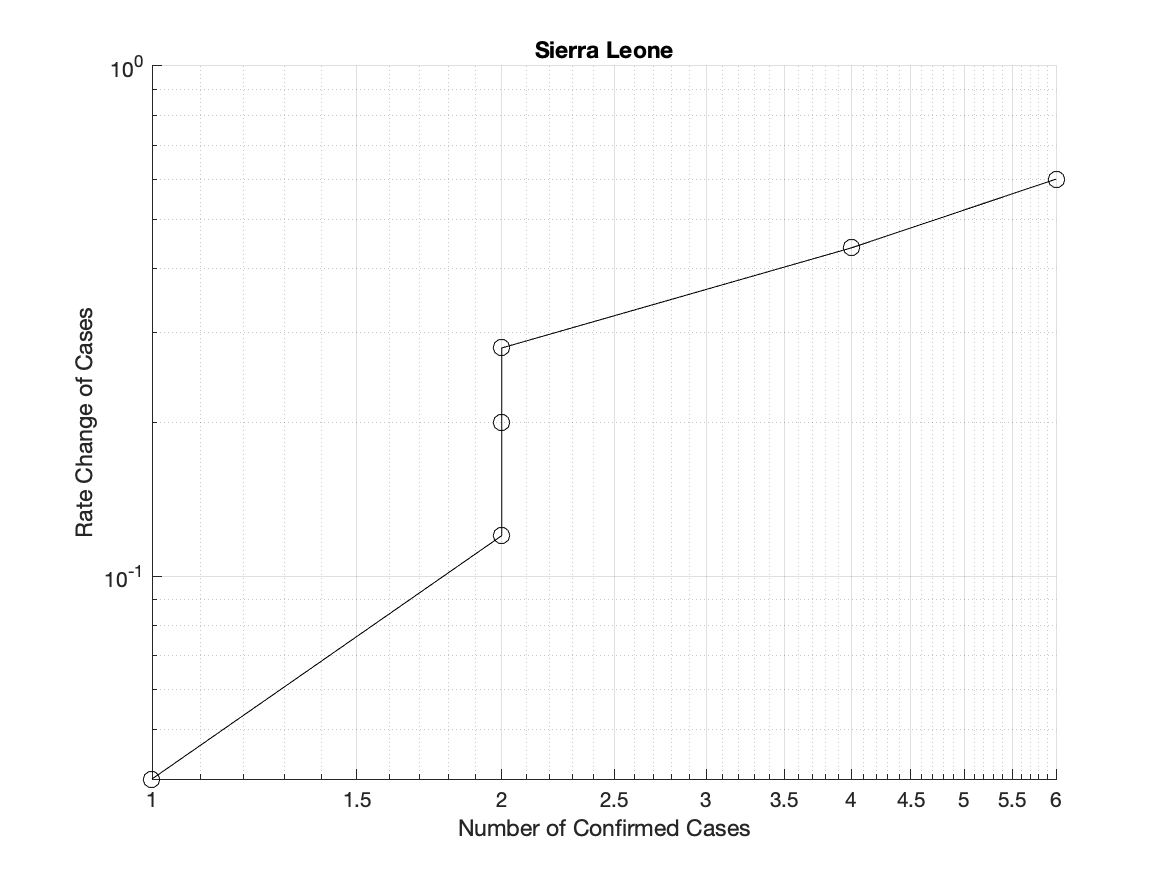 Sierra Leone
10^0
10^-1
Rate Change of Cases
1 1.5 2 2.5 3 3.5 4 4.5 5 5.5 6
Number of Confirmed Cases